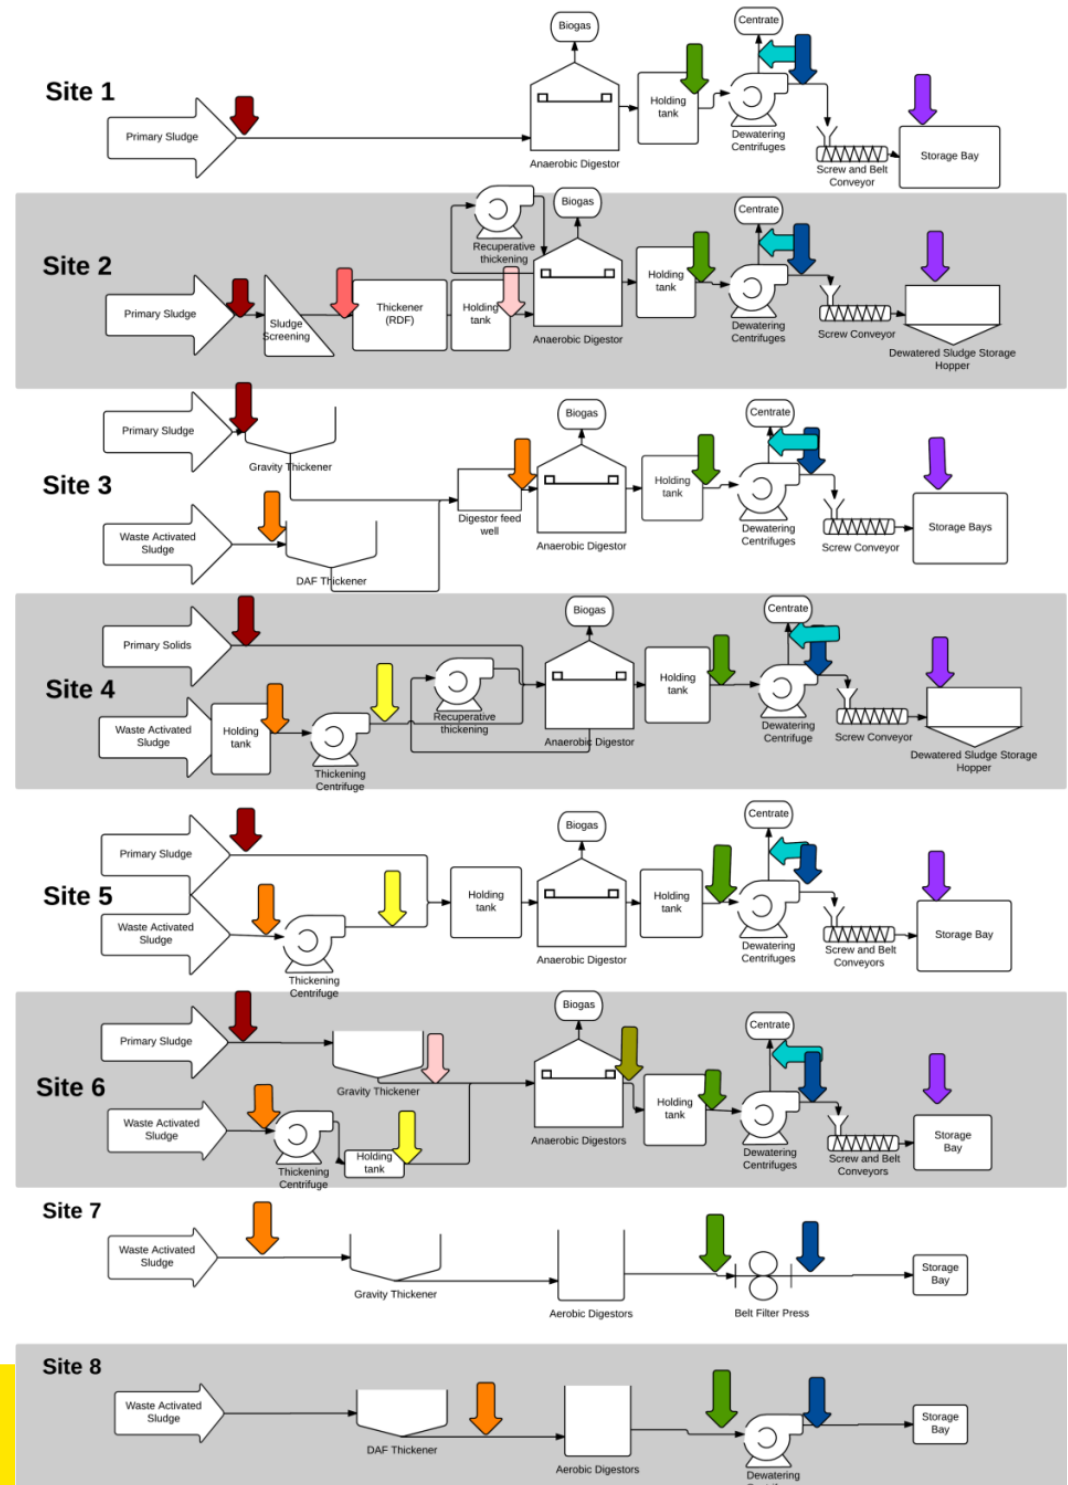 Biogas
Centrate
Site 1
Primary Sludge
Holding
tank
Anaerobic Digestor
Dewatering
Centrifuges
Screw and Belt
Conveyor
Storage Bay
Biogas
Centrate
Recuperative
thickening
Site 2
Primary Sludge
Sludge
Screening
Thickener
(RDF)
Holding
tank
Anaerobic Digestor
Holding
tank
Dewatering
Centrifuges
Screw Conveyor
Dewatered Sludge Storage
Hopper
Primary Sludge
Gravity Thickener
Biogas
Centrate
Site 3
Waste Activated
Sludge
DAF Thickener
Digestor feed
well
Anaerobic Digestor
Holding
tank
Dewatering
Centrifuges
Screw Conveyor
Storage Bays
Primary Solids
Biogas
Centrate
Site 4
Waste Activated
Sludge
Holding
tank
Thickening
Centrifuge
Recuperative
thickening
Anaerobic Digestor
Holding
tank
Dewatering
Centrifuge
Screw Conveyor
Dewatered Sludge Storage
Hopper
Primary Sludge
Biogas
Centrate
Site 5
Waste Activated
Sludge
Thickening
Centrifuge
Holding
tank
Anaerobic Digestor
Holding
tank
Dewatering
Centrifuges
Screw and Belt
Conveyors
Storage Bay
Primary Sludge
Gravity Thickener
Biogas
Centrate
Site 6
Waste Activated
Sludge
Thickening
Centrifuge
Holding
tank
Anaerobic Digestors
Holding
tank
Dewatering
Centrifuges
Screw and Belt
Conveyors
Storage
Bay
Site 7
Waste Activated
Sludge
Gravity Thickener
Aerobic Digestors
Belt Filter Press
Storage
Bay
Site 8
Waste Activated
Sludge
DAF Thickener
Aerobic Digestors
Dewatering
Storage
Bay